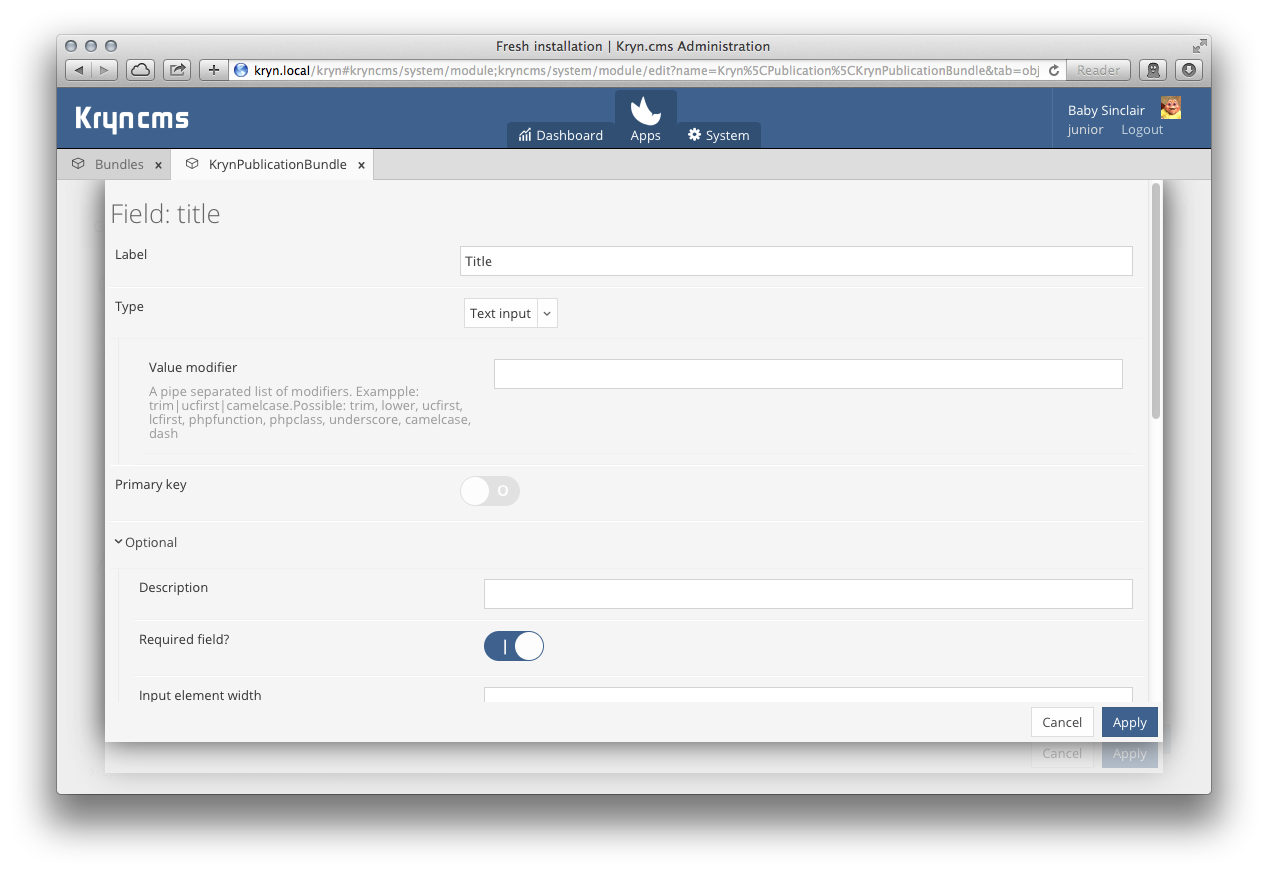 Fresh installation | Kryn.cms Administration
kryn.local/kryn#kryncms/system/module;kryncms/system/module/edit?name=Kryn%5CPublication%5CKrynPublicationBundle&tab=obj
Reader
Kryn cms
Dashboard
Apps
System
Baby Sinclair
junior Logout
Bundles x
KrynPublicationBundle x
Field: title
Label
Title
Type
Text input
Value modifier
A pipe separated list of modifiers. Exampple:
trim|ucfirst|camelcase.Possible: trim, lower, ucfirst,
lcfirst, phpfunction, phpclass, underscore, camelcase,
dash
Primary key
O
Optional
Description
Required field?
|
Input element width
Cancel
Apply
Cancel
Apply